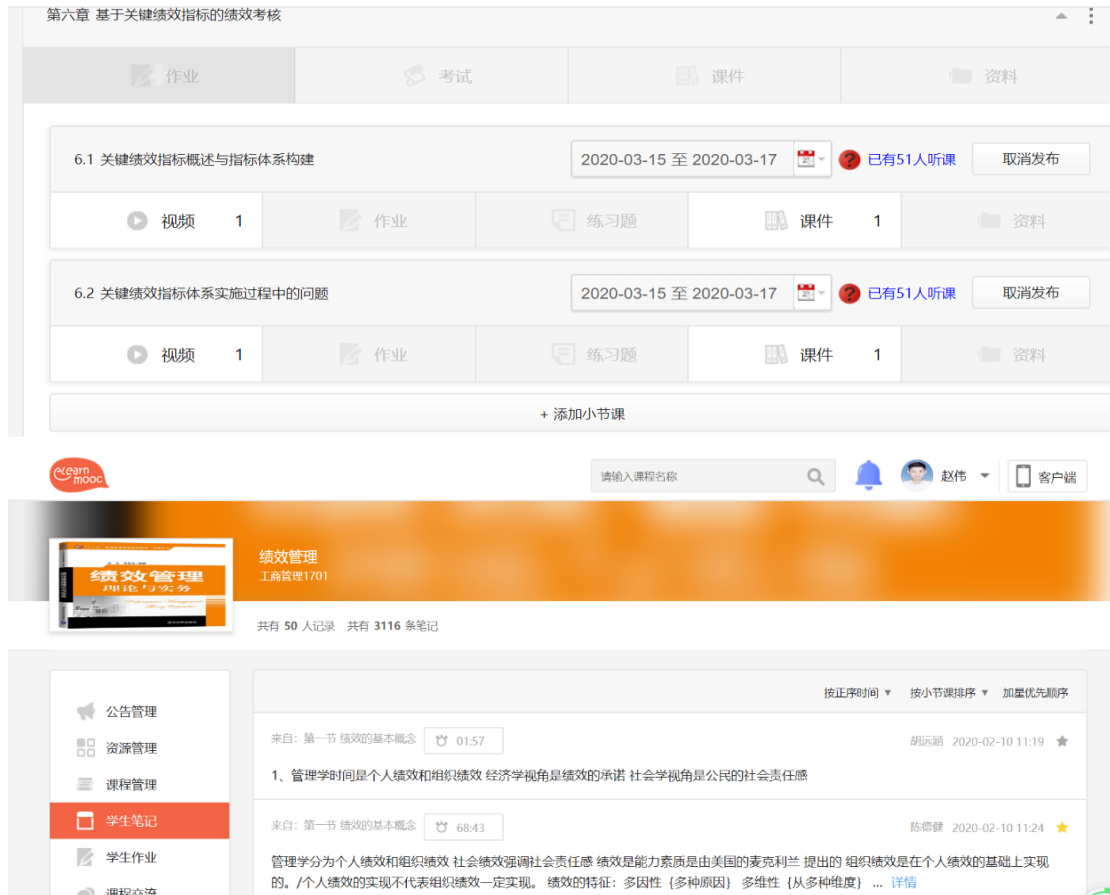 第六章 基于关键绩效指标的绩效考核
作业 考试 课件 资料
6.1 关键绩效指标概述与指标体系构建 2020-03-15 至 2020-03-17 ? 已有51人听课 取消发布
视频 1 作业 练习题 课件 1 资料
6.2 关键绩效指标体系实施过程中的问题 2020-03-15 至 2020-03-17 ? 已有51人听课 取消发布
视频 1 作业 练习题 课件 1 资料
+ 添加小节课
elearn
mooc
请输入课程名称 赵伟 客户端
绩效管理
理论与实务
绩效管理
工商管理1701
共有 50 人记录 共有 3116 条笔记
公告管理
资源管理
课程管理
学生笔记
学生作业
课程交流
按正序时间 ▼ 按小节课排序 ▼ 加星优先顺序
来自：第一节 绩效的基本概念 01:57 胡远涵 2020-02-10 11:19
1、管理学时间是个人绩效和组织绩效 经济学视角是绩效的承诺 社会学视角是公民的社会责任感
来自：第一节 绩效的基本概念 68:43 陈儒健 2020-02-10 11:24
管理学分为个人绩效和组织绩效 社会绩效强调社会责任感 绩效是能力素质是由美国的麦克利兰 提出的 组织绩效是在个人绩效的基础上实现
的。/个人绩效的实现不代表组织绩效一定实现。 绩效的特征：多因性｛多种原因｝ 多维性｛从多种维度｝ ... 详情